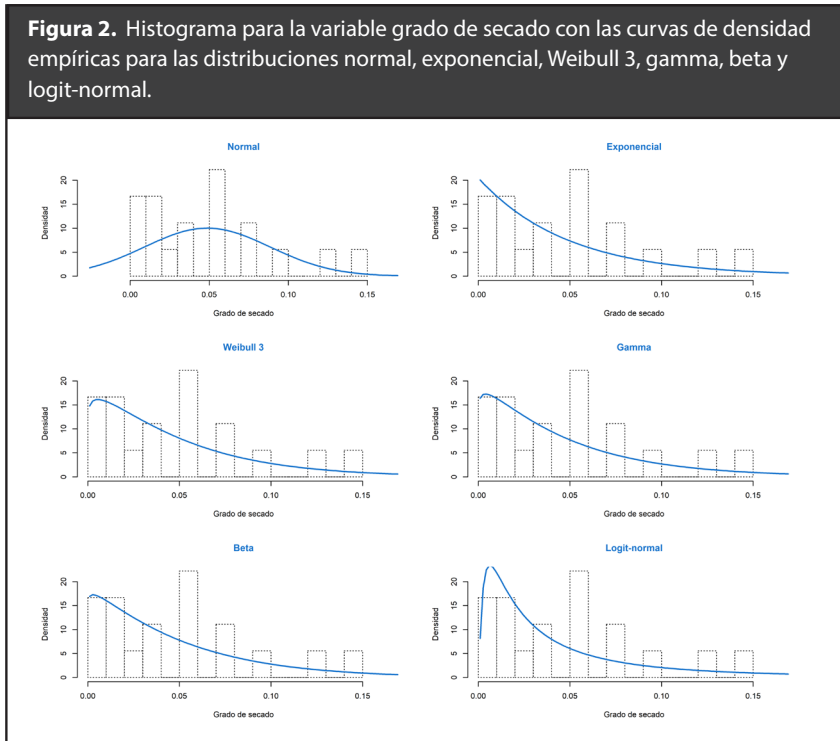 Figura 2. Histograma para la variable grado de secado con las curvas de densidad
empíricas para las distribuciones normal, exponencial, Weibull 3, gamma, beta y
logit-normal.
Normal
Densidad
20
15
10
5
0
0.00 0.05 0.10 0.15
Grado de secado
Exponencial
Densidad
20
15
10
5
0
0.00 0.05 0.10 0.15
Grado de secado
Weibull 3
Densidad
20
15
10
5
0
0.00 0.05 0.10 0.15
Grado de secado
Gamma
Densidad
20
15
10
5
0
0.00 0.05 0.10 0.15
Grado de secado
Beta
Densidad
20
15
10
5
0
0.00 0.05 0.10 0.15
Grado de secado
Logit-normal
Densidad
20
15
10
5
0
0.00 0.05 0.10 0.15
Grado de secado